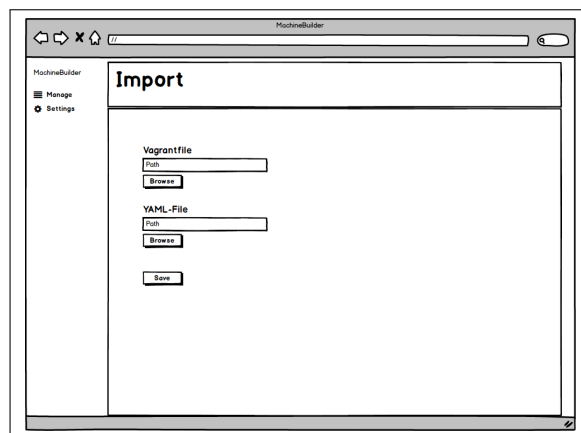 MachineBuilder
//
MachineBuilder
Manage
Settings
Import
Vagrantfile
Path
Browse
YAML-File
Path
Browse
Save